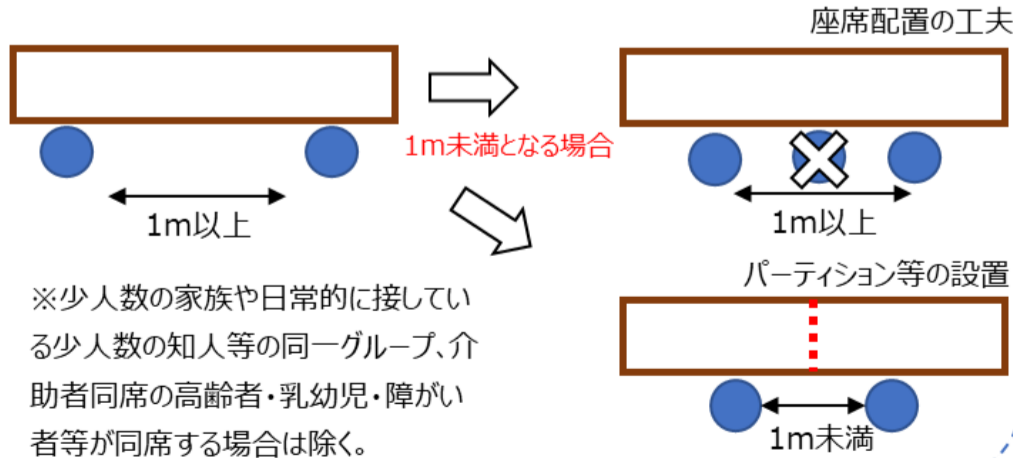 座席配置の工夫
1m未満となる場合
1m以上
1m以上
パーティション等の設置
1m未満
※少人数の家族や日常的に接してい
る少人数の知人等の同一グループ、介
助者同席の高齢者・乳幼児・障がい
者等が同席する場合は除く。